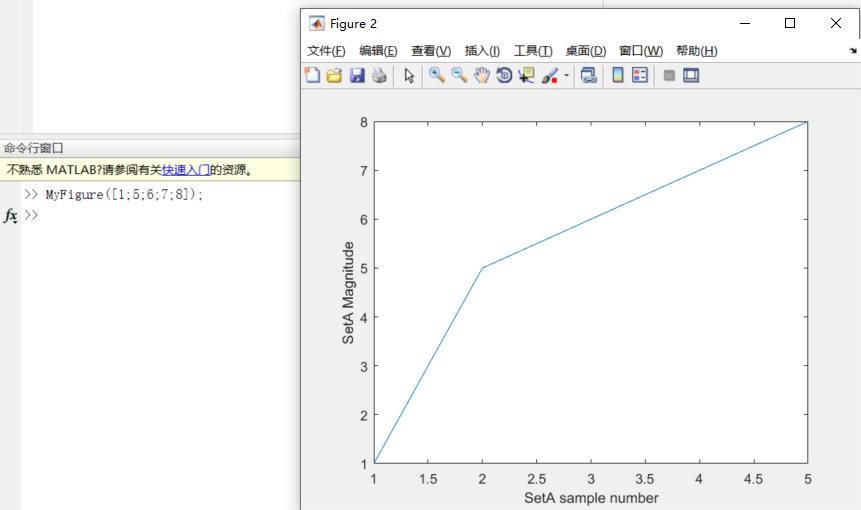 命令行窗口
不熟悉 MATLAB?请参阅有关快速入门的资源。
>> MyFigure([1;5;6;7;8]);
fx >>
Figure 2
文件(F) 编辑(E) 查看(V) 插入(I) 工具(T) 桌面(D) 窗口(W) 帮助(H)
8
7
6
5
4
3
2
1
SetA Magnitude
1 1.5 2 2.5 3 3.5 4 4.5 5
SetA sample number